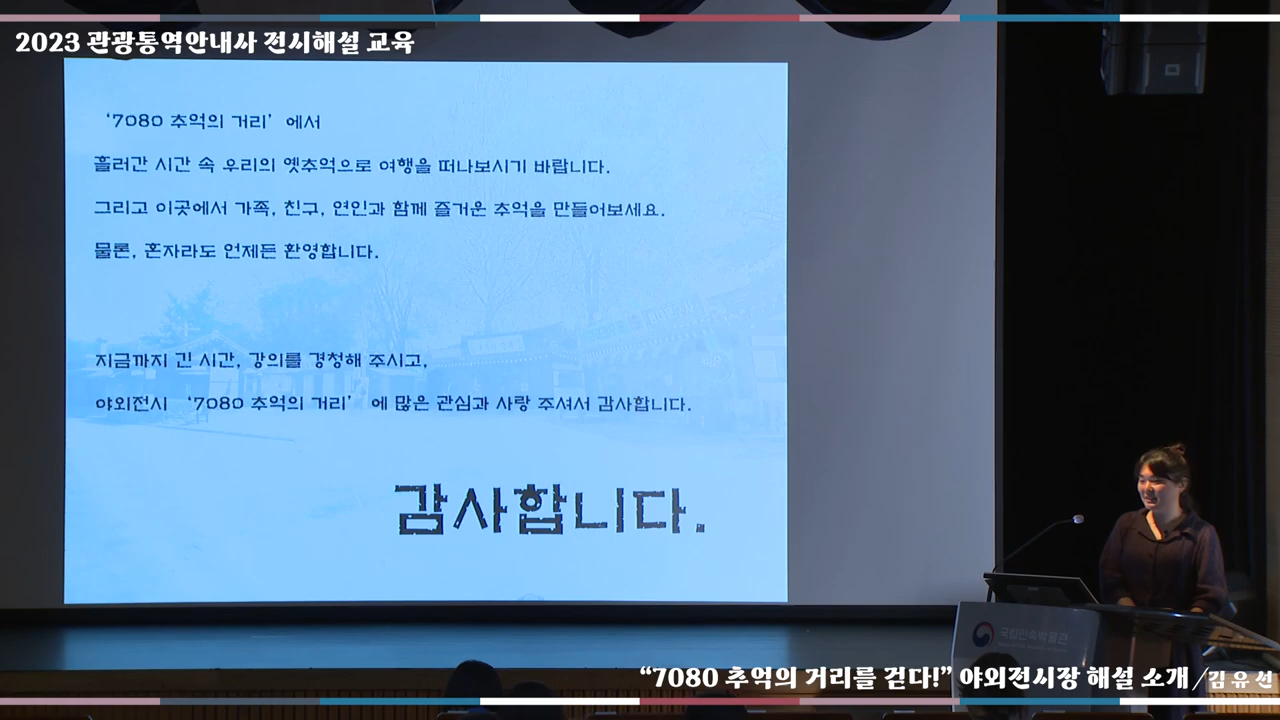 2023 관광통역안내사 전시해설 교육
‘7080 추억의 거리’ 에서
흘러간 시간 속 우리의 옛추억으로 여행을 떠나보시기 바랍니다.
그리고 이곳에서 가족, 친구, 연인과 함께 즐거운 추억을 만들어보세요.
물론, 혼자라도 언제든 환영합니다.
지금까지 긴 시간, 강의를 경청해 주시고,
야외전시 ‘7080 추억의 거리’ 에 많은 관심과 사랑 주셔서 감사합니다.
감사합니다.
국립민속박물관
“7080 추억의 거리를 걷다!” 야외전시장 해설 소개 / 김유선